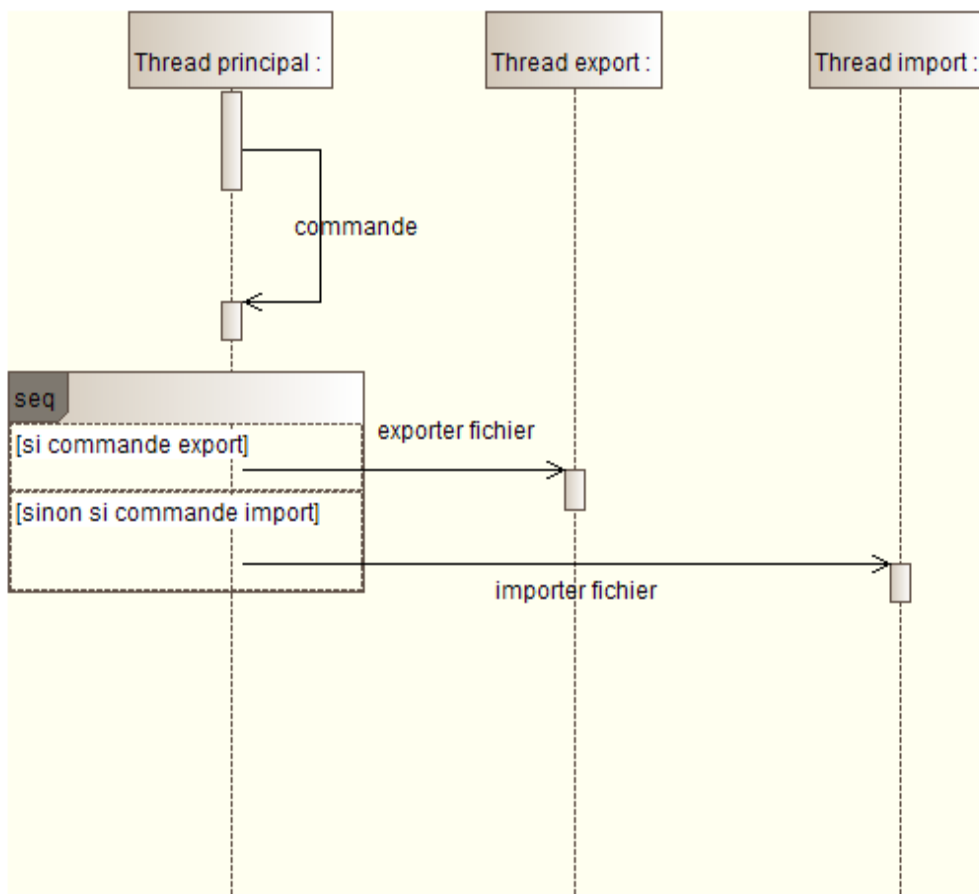 Thread principal :
Thread export :
Thread import :
commande
seq
[si commande export]
exporter fichier
[sinon si commande import]
importer fichier